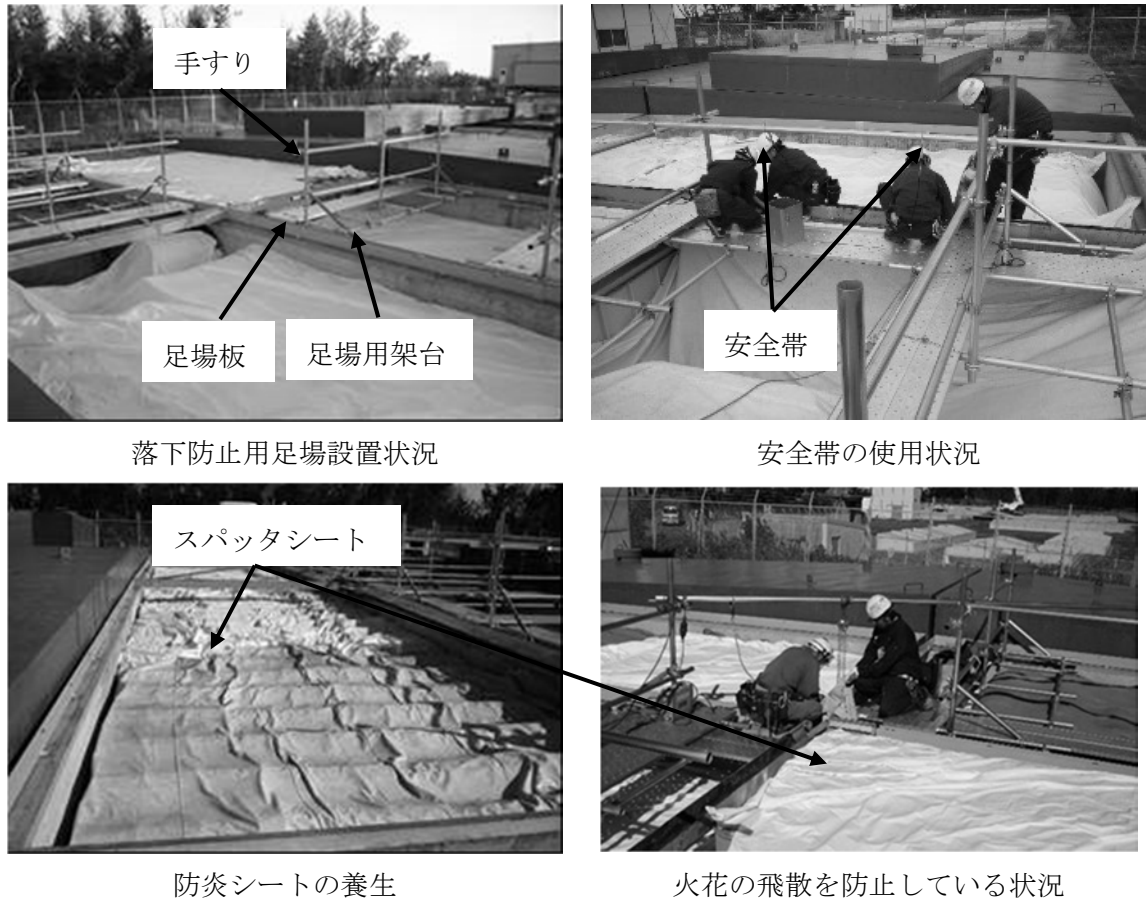 手すり
足場板
足場用架台
落下防止用足場設置状況
安全帯
安全帯の使用状況
スパッタシート
防炎シートの養生
火花の飛散を防止している状況